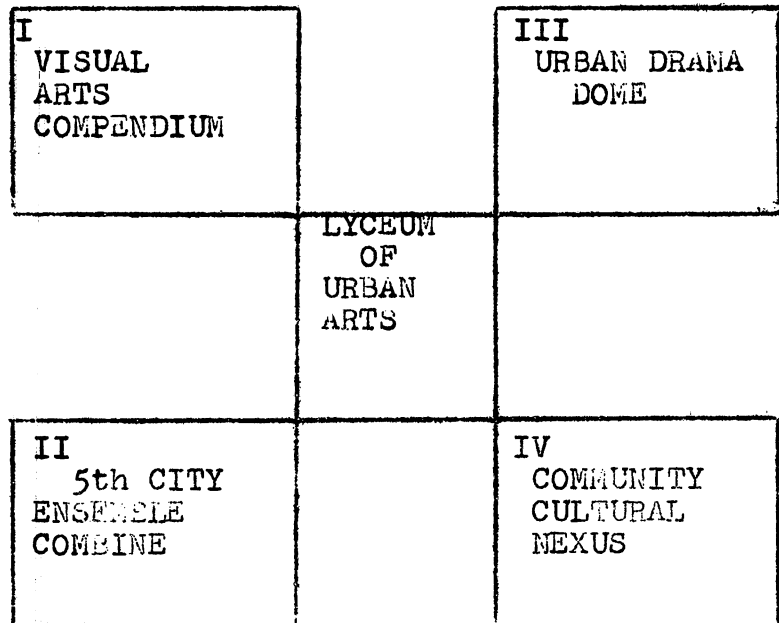 I
VISUAL
ARTS
COMPENDIUM
III
URBAN DRAMA
DOME
LYCEUM
OF
URBAN
ARTS
II
5th CITY
ENSEMBLE
COMBINE
IV
COMMUNITY
CULTURAL
NEXUS